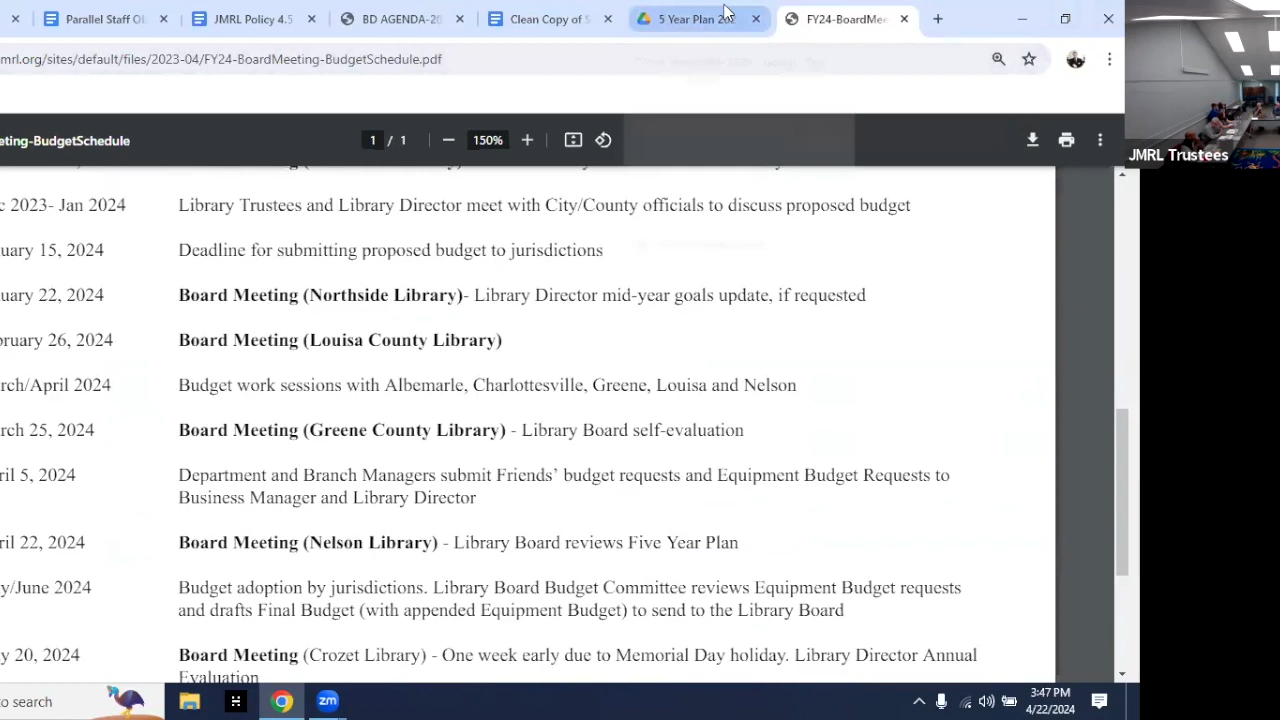 Parallel Staff
JMRL Policy 4.5
BD AGENDA-20
Clean Copy of S
5 Year Plan
FY24-BoardMee
mrl.org/sites/default/files/2023-04/FY24-BoardMeeting-BudgetSchedule.pdf
eting-BudgetSchedule
1 / 1
150%
JMRL Trustees
c 2023- Jan 2024 Library Trustees and Library Director meet with City/County officials to discuss proposed budget
uary 15, 2024 Deadline for submitting proposed budget to jurisdictions
uary 22, 2024 Board Meeting (Northside Library)- Library Director mid-year goals update, if requested
bruary 26, 2024 Board Meeting (Louisa County Library)
rch/April 2024 Budget work sessions with Albemarle, Charlottesville, Greene, Louisa and Nelson
rch 25, 2024 Board Meeting (Greene County Library) - Library Board self-evaluation
ril 5, 2024 Department and Branch Managers submit Friends' budget requests and Equipment Budget Requests to
Business Manager and Library Director
ril 22, 2024 Board Meeting (Nelson Library) - Library Board reviews Five Year Plan
y/June 2024 Budget adoption by jurisdictions. Library Board Budget Committee reviews Equipment Budget requests
and drafts Final Budget (with appended Equipment Budget) to send to the Library Board
y 20, 2024 Board Meeting (Crozet Library) - One week early due to Memorial Day holiday. Library Director Annual
Evaluation
to search
zm
3:47 PM
4/22/2024